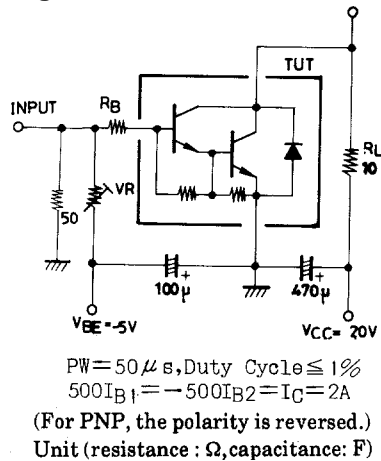 TUT
INPUT
RB
RL
10
50
VR
100μ
470μ
VBE=-5V
VCC=20V
PW=50μs,Duty Cycle≦1%
500IB1=-500IB2=IC=2A
(For PNP, the polarity is reversed.)
Unit (resistance : Ω,capacitance: F)